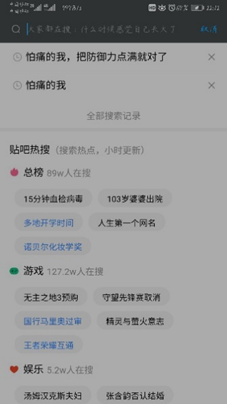 大家都在搜：什么时候感觉自己长大了 取消
怕痛的我，把防御力点满就对了
怕痛的我
全部搜索记录
贴吧热搜（搜索热点，小时更新）
总榜 89w人在搜
15分钟血检病毒 103岁婆婆出院
多地开学时间 人生第一个网名
诺贝尔化妆学奖
游戏 127.2w人在搜
无主之地3预购 守望先锋赛取消
国行马里奥过审 精灵与萤火意志
王者荣耀互通
娱乐 5.2w人在搜
汤姆汉克斯夫妇 张含韵否认结婚